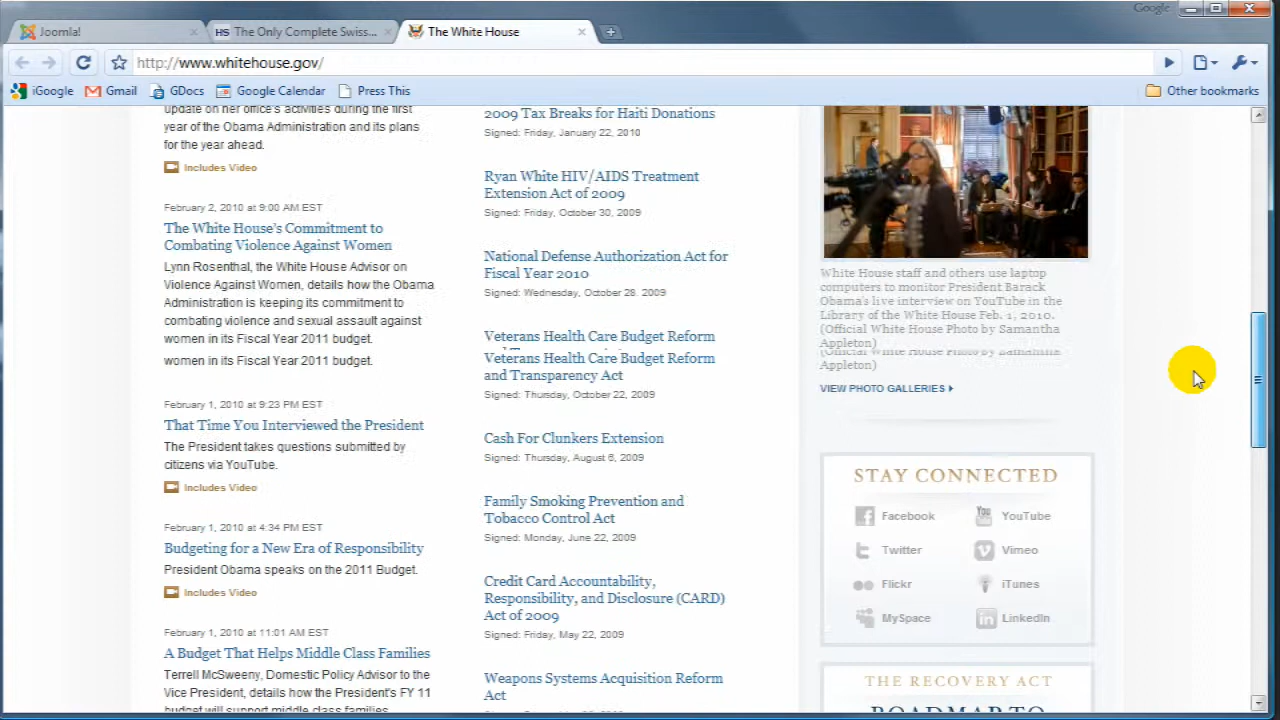 Google
Joomla!
HS The Only Complete Swiss...
The White House
http://www.whitehouse.gov/
iGoogle
Gmail
GDocs
Google Calendar
Press This
Other bookmarks
update on her office's activities during the first
year of the Obama Administration and its plans
for the year ahead.
Includes Video
February 2, 2010 at 9:00 AM EST
The White House's Commitment to
Combating Violence Against Women
Lynn Rosenthal, the White House Advisor on
Violence Against Women, details how the Obama
Administration is keeping its commitment to
combating violence and sexual assault against
women in its Fiscal Year 2011 budget.
women in its Fiscal Year 2011 budget.
February 1, 2010 at 9:23 PM EST
That Time You Interviewed the President
The President takes questions submitted by
citizens via YouTube.
Includes Video
February 1, 2010 at 4:34 PM EST
Budgeting for a New Era of Responsibility
President Obama speaks on the 2011 Budget.
Includes Video
February 1, 2010 at 11:01 AM EST
A Budget That Helps Middle Class Families
Terrell McSweeny, Domestic Policy Advisor to the
Vice President, details how the President's FY 11
budget will support middle class families
2009 Tax Breaks for Haiti Donations
Signed: Friday, January 22, 2010
Ryan White HIV/AIDS Treatment
Extension Act of 2009
Signed: Friday, October 30, 2009
National Defense Authorization Act for
Fiscal Year 2010
Signed: Wednesday, October 28, 2009
Veterans Health Care Budget Reform
Veterans Health Care Budget Reform
and Transparency Act
Signed: Thursday, October 22, 2009
Cash For Clunkers Extension
Signed: Thursday, August 6, 2009
Family Smoking Prevention and
Tobacco Control Act
Signed: Monday, June 22, 2009
Credit Card Accountability,
Responsibility, and Disclosure (CARD)
Act of 2009
Signed: Friday, May 22, 2009
Weapons Systems Acquisition Reform
Act
White House staff and others use laptop
computers to monitor President Barack
Obama's live interview on YouTube in the
Library of the White House Feb. 1, 2010.
(Official White House Photo by Samantha
Appleton)
(Official White House Photo by Samantha
Appleton)
VIEW PHOTO GALLERIES
STAY CONNECTED
Facebook
YouTube
Twitter
Vimeo
Flickr
iTunes
MySpace
LinkedIn
THE RECOVERY ACT
ROADMAP TO